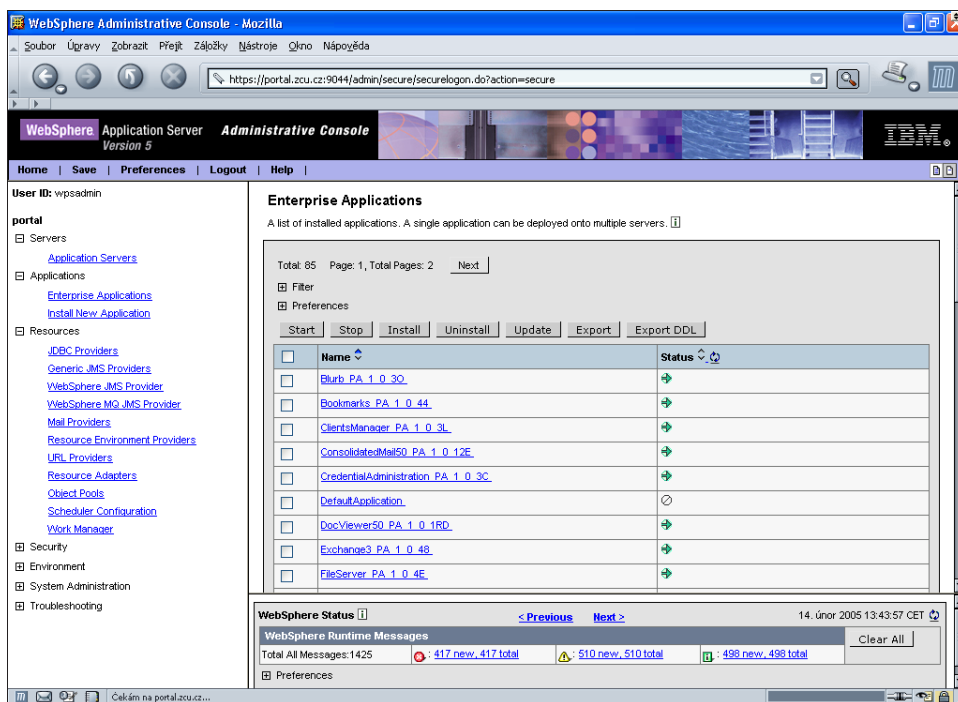 WebSphere Administrative Console - Mozilla
Soubor Úpravy Zobrazit Přejít Záložky Nástroje Okno Nápověda
https://portal.zcu.cz:9044/admin/secure/securelogon.do?action=secure
WebSphere Application Server Administrative Console
Version 5
IBM
Home | Save | Preferences | Logout | Help |
User ID: wpsadmin
portal
Servers
Application Servers
Applications
Enterprise Applications
Install New Application
Resources
JDBC Providers
Generic JMS Providers
WebSphere JMS Provider
WebSphere MQ JMS Provider
Mail Providers
Resource Environment Providers
URL Providers
Resource Adapters
Object Pools
Scheduler Configuration
Work Manager
Security
Environment
System Administration
Troubleshooting
Enterprise Applications
A list of installed applications. A single application can be deployed onto multiple servers.
Total: 85 Page: 1, Total Pages: 2 Next
Filter
Preferences
Start Stop Install Uninstall Update Export Export DDL
Name Status
Blurb_PA_1_0_3O
Bookmarks_PA_1_0_44
ClientsManager_PA_1_0_3L
ConsolidatedMail50_PA_1_0_12E
CredentialAdministration_PA_1_0_3C
DefaultApplication
DocViewer50_PA_1_0_1RD
Exchange3_PA_1_0_48
FileServer_PA_1_0_4E
WebSphere Status < Previous Next > 14. únor 2005 13:43:57 CET
WebSphere Runtime Messages
Clear All
Total All Messages:1425 : 417 new, 417 total : 510 new, 510 total : 498 new, 498 total
Preferences
Čekám na portal.zcu.cz...